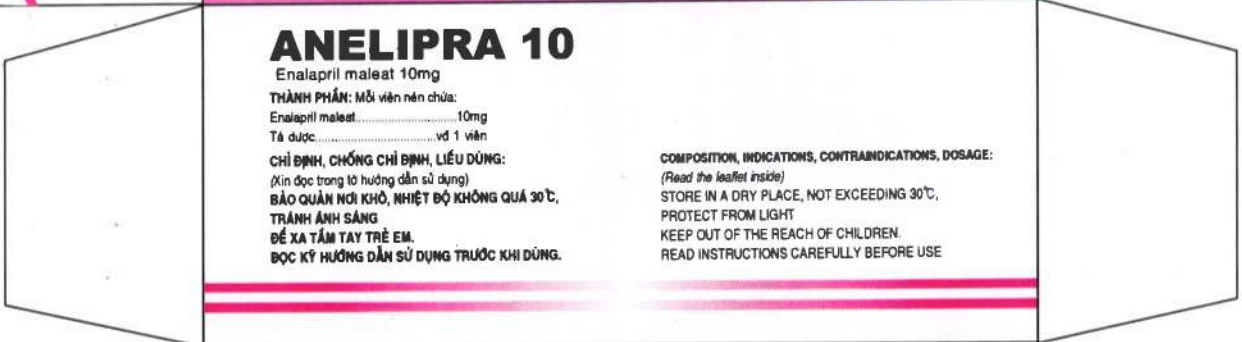 ANELIPRA 10
Enalapril maleat 10mg
THÀNH PHẦN: Mỗi viên nén chứa:
Enalapril maleat..............................10mg
Tá dược....................................vđ 1 viên
CHỈ ĐỊNH, CHỐNG CHỈ ĐỊNH, LIỀU DÙNG:
(Xin đọc trong tờ hướng dẫn sử dụng)
BẢO QUẢN NƠI KHÔ, NHIỆT ĐỘ KHÔNG QUÁ 30°C,
TRÁNH ÁNH SÁNG
ĐỂ XA TẦM TAY TRẺ EM.
ĐỌC KỸ HƯỚNG DẪN SỬ DỤNG TRƯỚC KHI DÙNG.
COMPOSITION, INDICATIONS, CONTRAINDICATIONS, DOSAGE:
(Read the leaflet inside)
STORE IN A DRY PLACE, NOT EXCEEDING 30°C,
PROTECT FROM LIGHT
KEEP OUT OF THE REACH OF CHILDREN.
READ INSTRUCTIONS CAREFULLY BEFORE USE